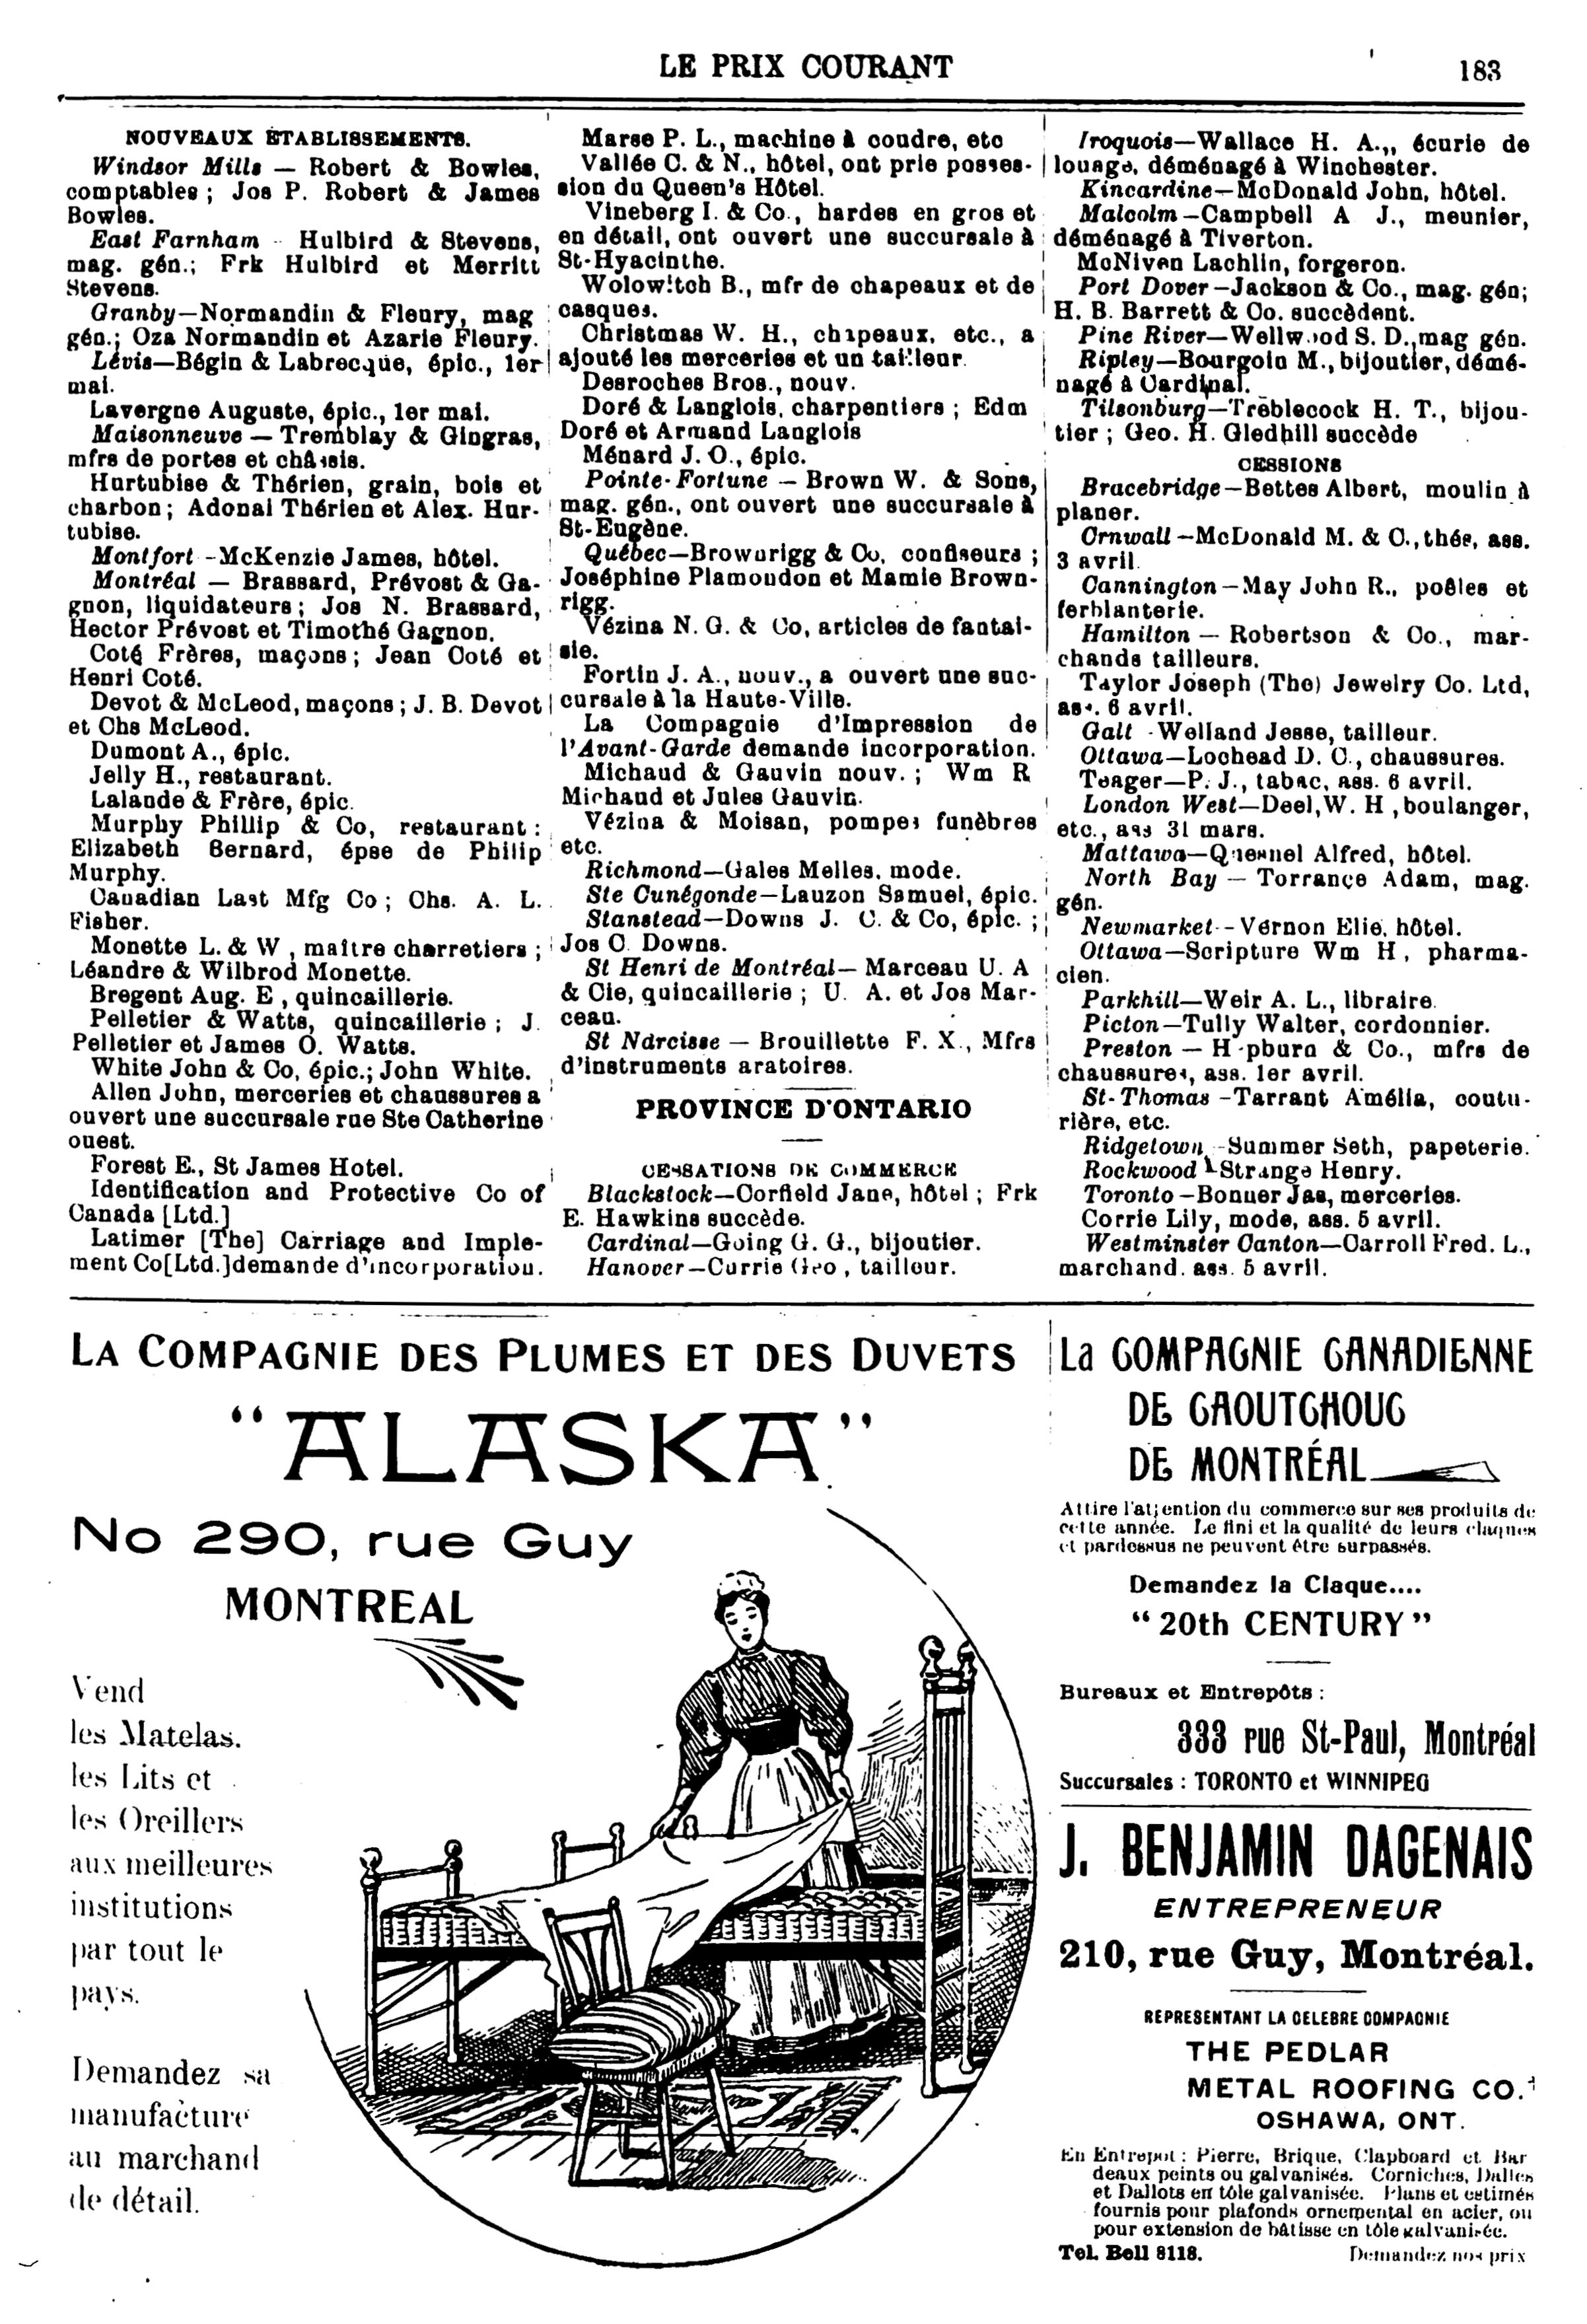 LE PRIX COURANT
183
NOUVEAUX ÉTABLISSEMENTS.
Windsor Mills — Robert & Bowles,
comptables ; Jos P. Robert & James
Bowles.
East Farnham - Hulbird & Stevens,
mag. gén.; Frk Hulbird et Merritt
Stevens.
Granby—Normandin & Fleury, mag
gén.; Oza Normandin et Azarie Fleury.
Lévis—Bégin & Labrecque, épic., 1er
mai.
Lavergne Auguste, épic., 1er mai.
Maisonneuve — Tremblay & Gingras,
mfrs de portes et châssis.
Hurtubise & Thérien, grain, bois et
charbon ; Adonai Thérien et Alex. Hur-
tubise.
Montfort -McKenzie James, hôtel.
Montréal — Brassard, Prévost & Ga-
gnon, liquidateurs ; Jos N. Brassard,
Hector Prévost et Timothé Gagnon.
Coté Frères, maçons ; Jean Coté et
Henri Coté.
Devot & McLeod, maçons ; J. B. Devot
et Chs McLeod.
Dumont A., épic.
Jelly H., restaurant.
Lalande & Frère, épic.
Murphy Phillip & Co, restaurant :
Elizabeth Bernard, épse de Philip
Murphy.
Canadian Last Mfg Co ; Chs. A. L.
Fisher.
Monette L. & W , maître charretiers ;
Léandre & Wilbrod Monette.
Bregent Aug. E , quincaillerie.
Pelletier & Watts, quincaillerie ; J.
Pelletier et James O. Watts.
White John & Co, épic.; John White.
Allen John, merceries et chaussures a
ouvert une succursale rue Ste Catherine
ouest.
Forest E., St James Hotel.
Identification and Protective Co of
Canada [Ltd.]
Latimer [The] Carriage and Imple-
ment Co[Ltd.]demande d'incorporation.
Marse P. L., machine à coudre, etc
Vallée C. & N., hôtel, ont prie posses-
sion du Queen's Hôtel.
Vineberg I. & Co., hardes en gros et
en détail, ont ouvert une succursale à
St-Hyacinthe.
Wolowitch B., mfr de chapeaux et de
casques.
Christmas W. H., chapeaux, etc., a
ajouté les merceries et un tailleur.
Desroches Bros., nouv.
Doré & Langlois, charpentiers ; Edm
Doré et Armand Langlois
Ménard J. O., épic.
Pointe-Fortune — Brown W. & Sons,
mag. gén., ont ouvert une succursale à
St-Eugène.
Québec—Brownrigg & Co, confiseurs ;
Joséphine Plamondon et Mamie Brown-
rigg.
Vézina N. G. & Co, articles de fantai-
sie.
Fortin J. A., nouv., a ouvert une suc-
cursale à la Haute-Ville.
La Compagnie d'Impression de
l'Avant-Garde demande incorporation.
Michaud & Gauvin nouv. ; Wm R
Michaud et Jules Gauvin.
Vézina & Moisan, pompes funèbres
etc.
Richmond—Gales Melles, mode.
Ste Cunégonde—Lauzon Samuel, épic.
Stanstead—Downs J. C. & Co, épic. ;
Jos C. Downs.
St Henri de Montréal— Marceau U. A
& Cie, quincaillerie ; U. A. et Jos Mar-
ceau.
St Narcisse — Brouillette F. X., Mfrs
d'instruments aratoires.
PROVINCE D'ONTARIO
CESSATIONS DE COMMERCE
Blackstock—Corfield Jane, hôtel ; Frk
E. Hawkins succède.
Cardinal—Going G. G., bijoutier.
Hanover—Currie Geo , tailleur.
Iroquois—Wallace H. A.,, écurie de
louage, déménagé à Winchester.
Kincardine—McDonald John, hôtel.
Malcolm—Campbell A J., meunier,
déménagé à Tiverton.
McNiven Lachlin, forgeron.
Port Dover—Jackson & Co., mag. gén;
H. B. Barrett & Co. succèdent.
Pine River—Wellwood S. D.,mag gén.
Ripley—Bourgoin M., bijoutier, démé-
nagé à Cardinal.
Tilsonburg—Treblecock H. T., bijou-
tier ; Geo. H. Gledhill succède
CESSIONS
Bracebridge—Bettes Albert, moulin à
planer.
Ornwall—McDonald M. & C., thés, ass.
3 avril.
Cannington—May John R., poêles et
ferblanterie.
Hamilton — Robertson & Co., mar-
chands tailleurs.
Taylor Joseph (The) Jewelry Co. Ltd,
ass. 6 avril.
Galt -Welland Jesse, tailleur.
Ottawa—Lochead D. C., chaussures.
Teager—P. J., tabac, ass. 6 avril.
London West—Deel, W. H , boulanger,
etc., ass 31 mars.
Mattawa—Quesnel Alfred, hôtel.
North Bay — Torrance Adam, mag.
gén.
Newmarket--Vernon Elie, hôtel.
Ottawa—Scripture Wm H , pharma-
cien.
Parkhill—Weir A. L., libraire.
Picton—Tully Walter, cordonnier.
Preston — Hepburn & Co., mfrs de
chaussures, ass. 1er avril.
St-Thomas—Tarrant Amélia, coutu-
rière, etc.
Ridgetown -Summer Seth, papeterie.
Rockwood Strange Henry.
Toronto—Bonner Jas, merceries.
Corrie Lily, mode, ass. 5 avril.
Westminster Canton—Carroll Fred. L.,
marchand. ass. 5 avril.
LA COMPAGNIE DES PLUMES ET DES DUVETS
"ALASKA"
No 290, rue Guy
MONTREAL
Vend
les Matelas.
les Lits et
les Oreillers
aux meilleures
institutions
par tout le
pays.
Demandez sa
manufacture
au marchand
de détail.
La COMPAGNIE CANADIENNE
DE CAOUTCHOUC
DE MONTRÉAL
Attire l'attention du commerce sur ses produits de
cette année. Le fini et la qualité de leurs claques
et pardessus ne peuvent être surpassés.
Demandez la Claque....
"20th CENTURY"
Bureaux et Entrepôts :
333 rue St-Paul, Montréal
Succursales : TORONTO et WINNIPEG
J. BENJAMIN DAGENAIS
ENTREPRENEUR
210, rue Guy, Montréal.
REPRESENTANT LA CELEBRE COMPAGNIE
THE PEDLAR
METAL ROOFING CO.
OSHAWA, ONT.
En Entrepot : Pierre, Brique, Clapboard et Bar
deaux peints ou galvanisés. Corniches, Dalles
et Dallots en tôle galvanisée. Plans et estimés
fournis pour plafonds ornemental en acier, ou
pour extension de bâtisse en tôle galvanisée.
Tel. Bell 8118. Demandez nos prix